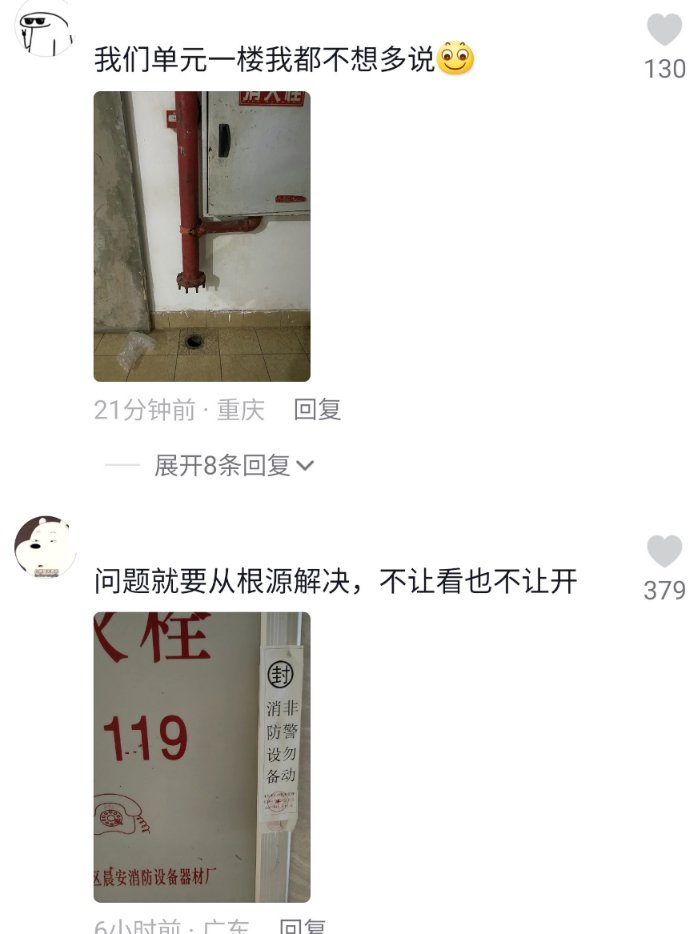 我们单元一楼我都不想多说
130
消火栓
21分钟前 · 重庆 回复
展开8条回复
问题就要从根源解决，不让看也不让开
379
火栓
119
封
非警勿动
消防设备
区晨安消防设备器材厂
6小时前 · 广东 回复